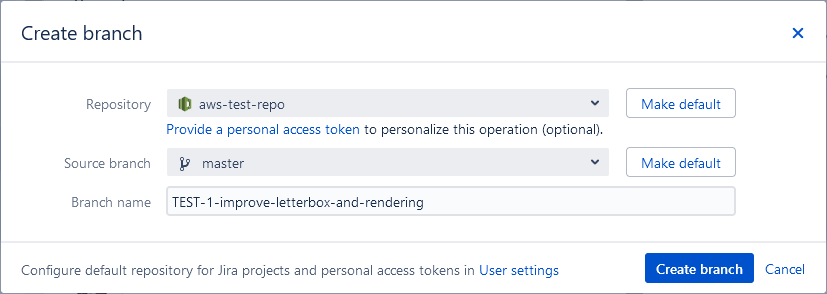 Create branch
Repository aws-test-repo Make default
Provide a personal access token to personalize this operation (optional).
Source branch master Make default
Branch name TEST-1-improve-letterbox-and-rendering
Configure default repository for Jira projects and personal access tokens in User settings Create branch Cancel